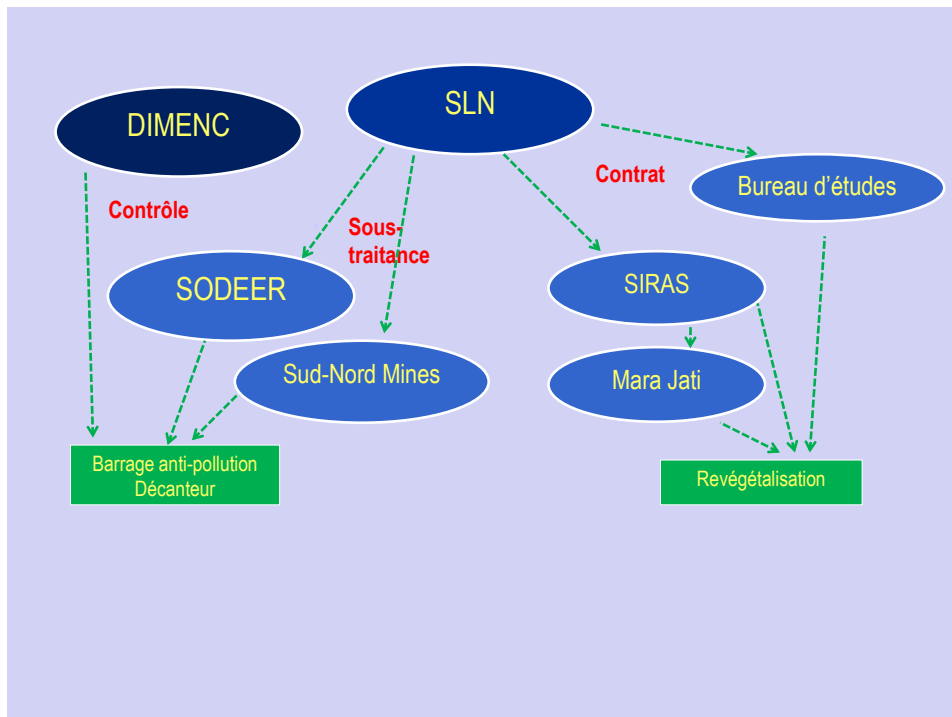 DIMENC
SLN
Contrat
Bureau d'études
Contrôle
Sous-
traitance
SODEER
SIRAS
Sud-Nord Mines
Mara Jati
Barrage anti-pollution
Décanteur
Revégétalisation